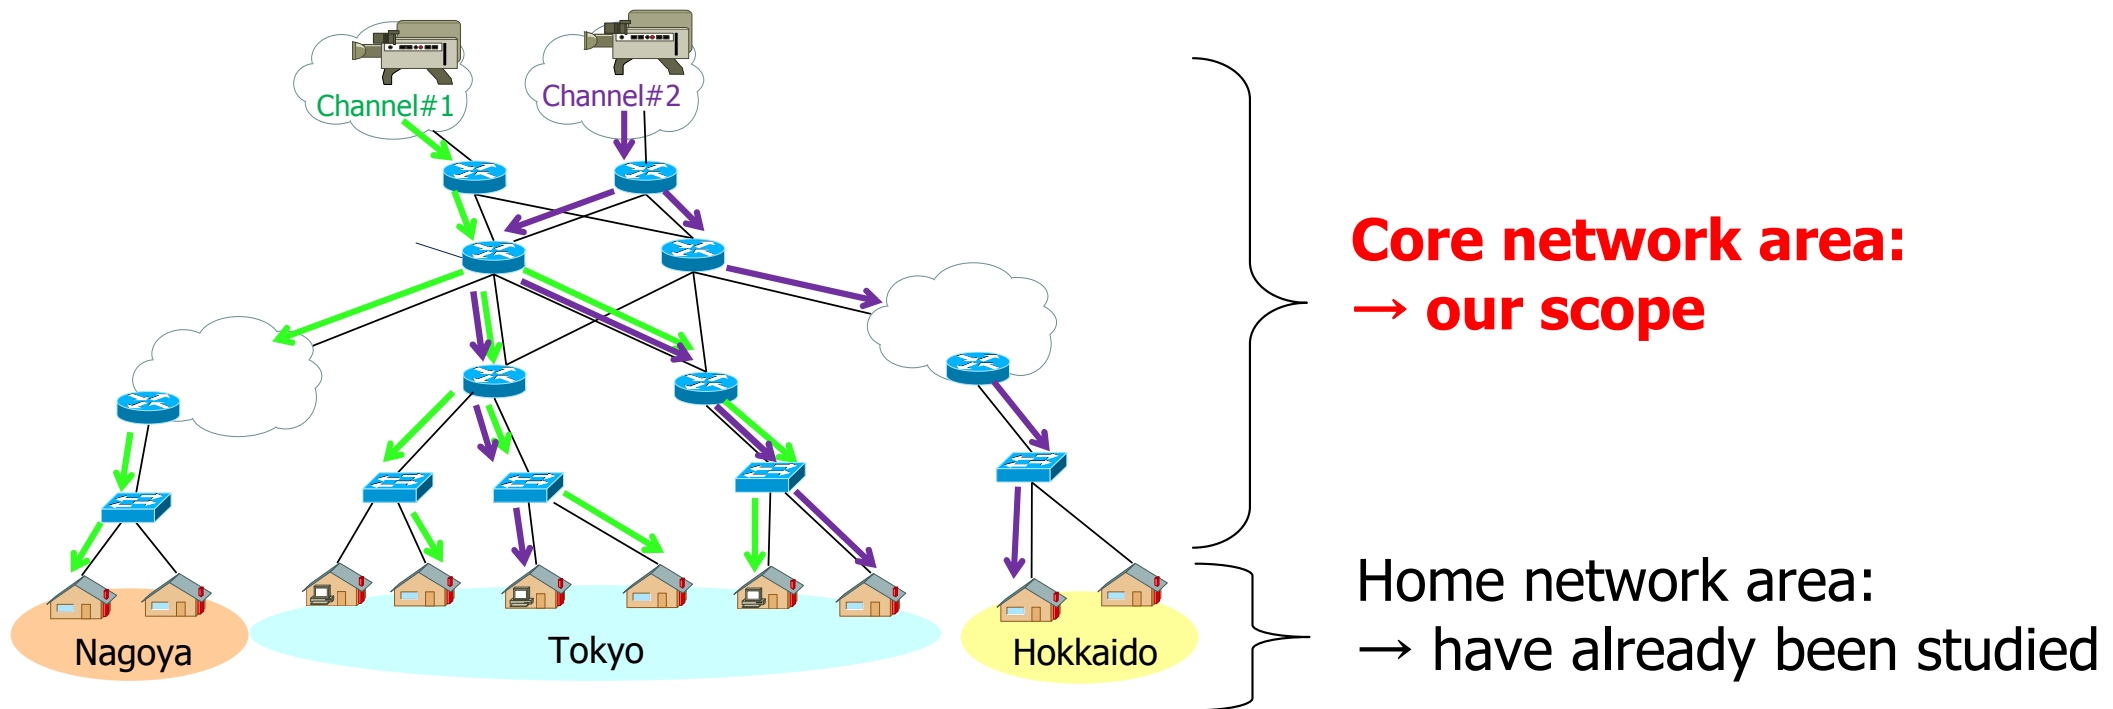 Channel#1
Channel#2
Core network area:
→ our scope
Home network area:
→ have already been studied
Nagoya
Tokyo
Hokkaido